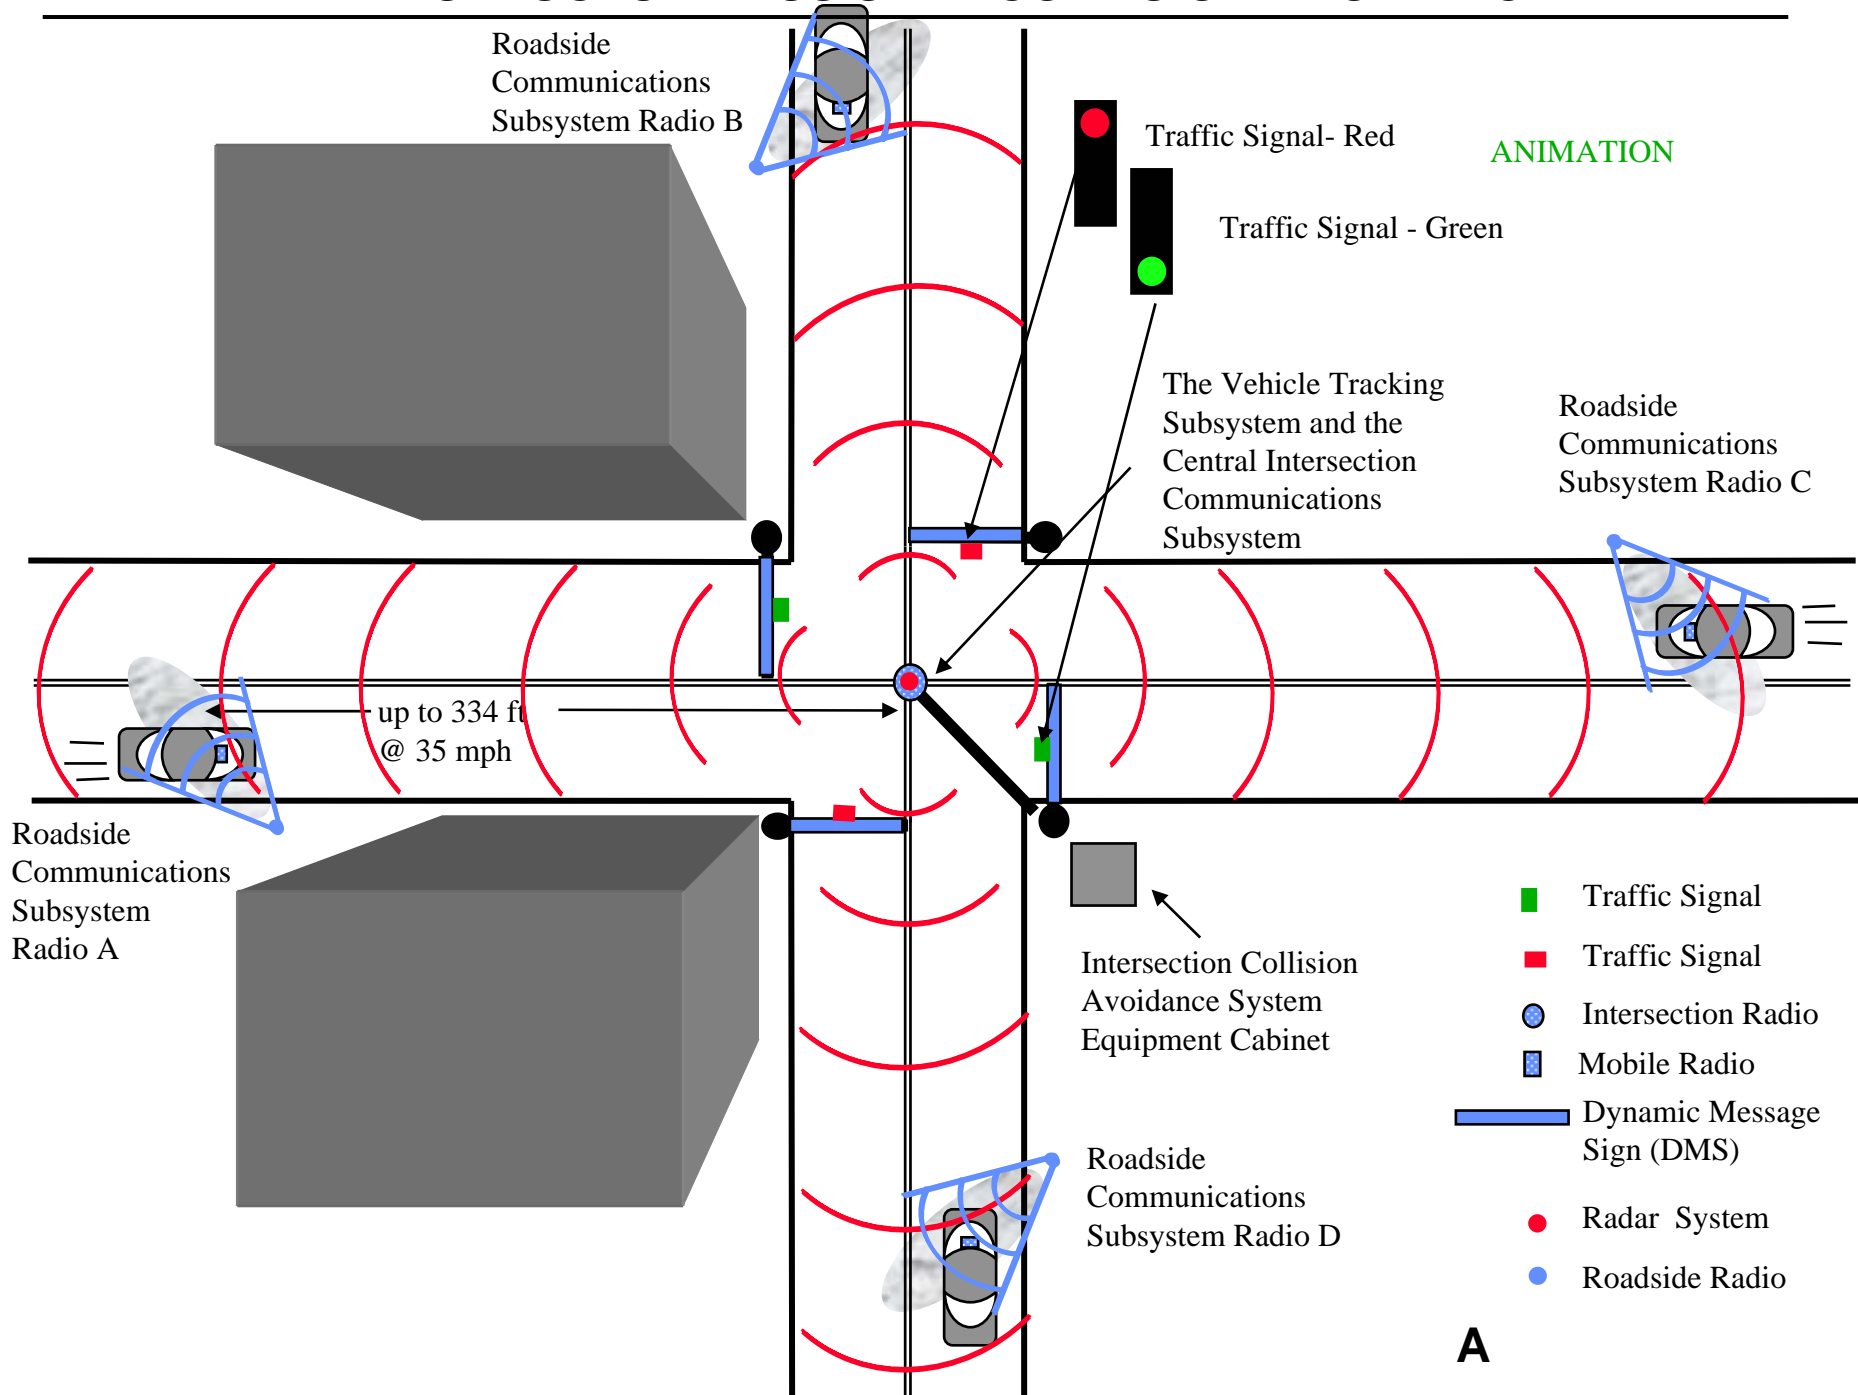 Roadside
Communications
Subsystem Radio B
Traffic Signal- Red
ANIMATION
Traffic Signal - Green
The Vehicle Tracking
Subsystem and the
Central Intersection
Communications
Subsystem
Roadside
Communications
Subsystem Radio C
up to 334 ft
@ 35 mph
Roadside
Communications
Subsystem
Radio A
Intersection Collision
Avoidance System
Equipment Cabinet
Roadside
Communications
Subsystem Radio D
Traffic Signal
Traffic Signal
Intersection Radio
Mobile Radio
Dynamic Message
Sign (DMS)
Radar System
Roadside Radio
A